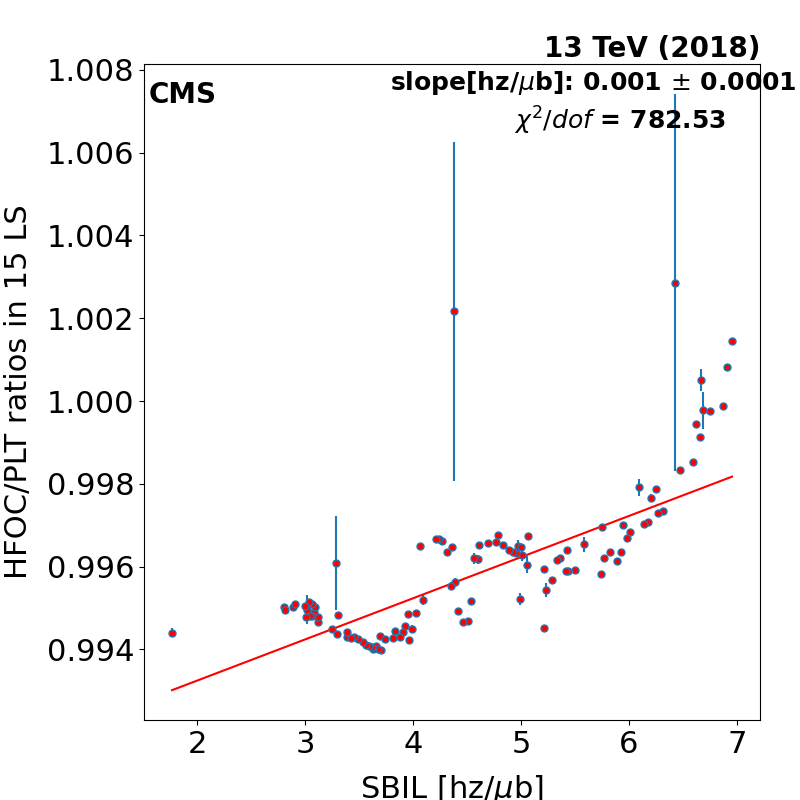 13 TeV (2018)
CMS
slope[hz/μb]: 0.001 ± 0.0001
χ²/dof = 782.53
HFOC/PLT ratios in 15 LS
1.008
1.006
1.004
1.002
1.000
0.998
0.996
0.994
2 3 4 5 6 7
SBIL [hz/μb]